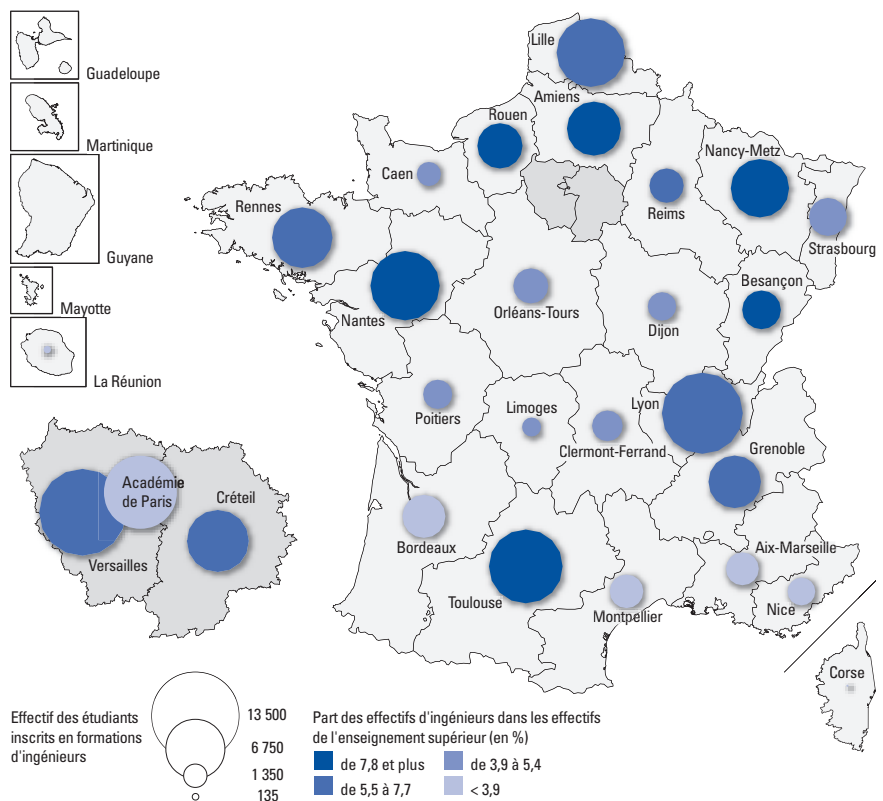 Guadeloupe
Martinique
Guyane
Mayotte
La Réunion
Lille
Amiens
Rouen
Caen
Nancy-Metz
Reims
Strasbourg
Rennes
Nantes
Orléans-Tours
Besançon
Dijon
Poitiers
Limoges
Clermont-Ferrand
Lyon
Grenoble
Bordeaux
Toulouse
Montpellier
Aix-Marseille
Nice
Corse
Académie
de Paris
Créteil
Versailles
Effectif des étudiants
inscrits en formations
d'ingénieurs
13 500
6 750
1 350
135
Part des effectifs d'ingénieurs dans les effectifs
de l'enseignement supérieur (en %)
de 7,8 et plus
de 5,5 à 7,7
de 3,9 à 5,4
< 3,9